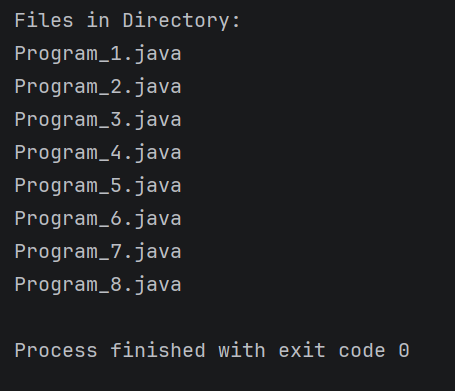 Files in Directory:
Program_1.java
Program_2.java
Program_3.java
Program_4.java
Program_5.java
Program_6.java
Program_7.java
Program_8.java
Process finished with exit code 0